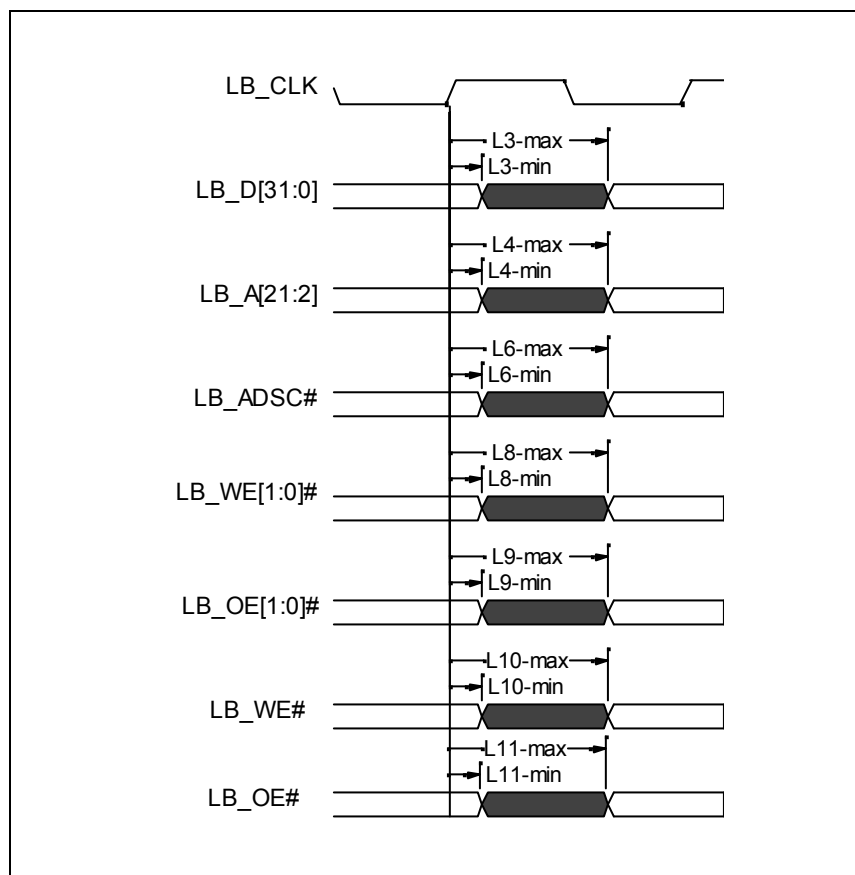 LB_CLK
L3-max
L3-min
LB_D[31:0]
L4-max
L4-min
LB_A[21:2]
L6-max
L6-min
LB_ADSC#
L8-max
L8-min
LB_WE[1:0]#
L9-max
L9-min
LB_OE[1:0]#
L10-max
L10-min
LB_WE#
L11-max
L11-min
LB_OE#